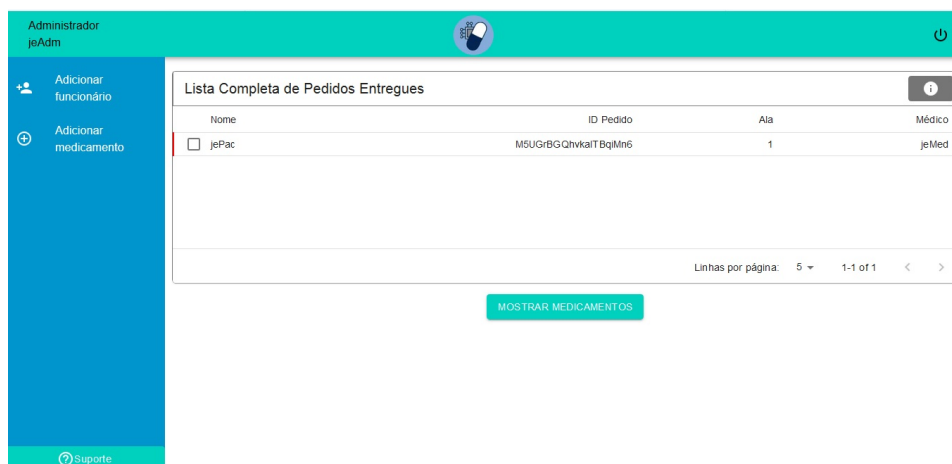 Administrador
jeAdm
Adicionar
funcionário
Adicionar
medicamento
Lista Completa de Pedidos Entregues
Nome ID Pedido Ala Médico
jePac M5UGrBGQhvkalTBqiMn6 1 jeMed
Linhas por página: 5 1-1 of 1
MOSTRAR MEDICAMENTOS
Suporte